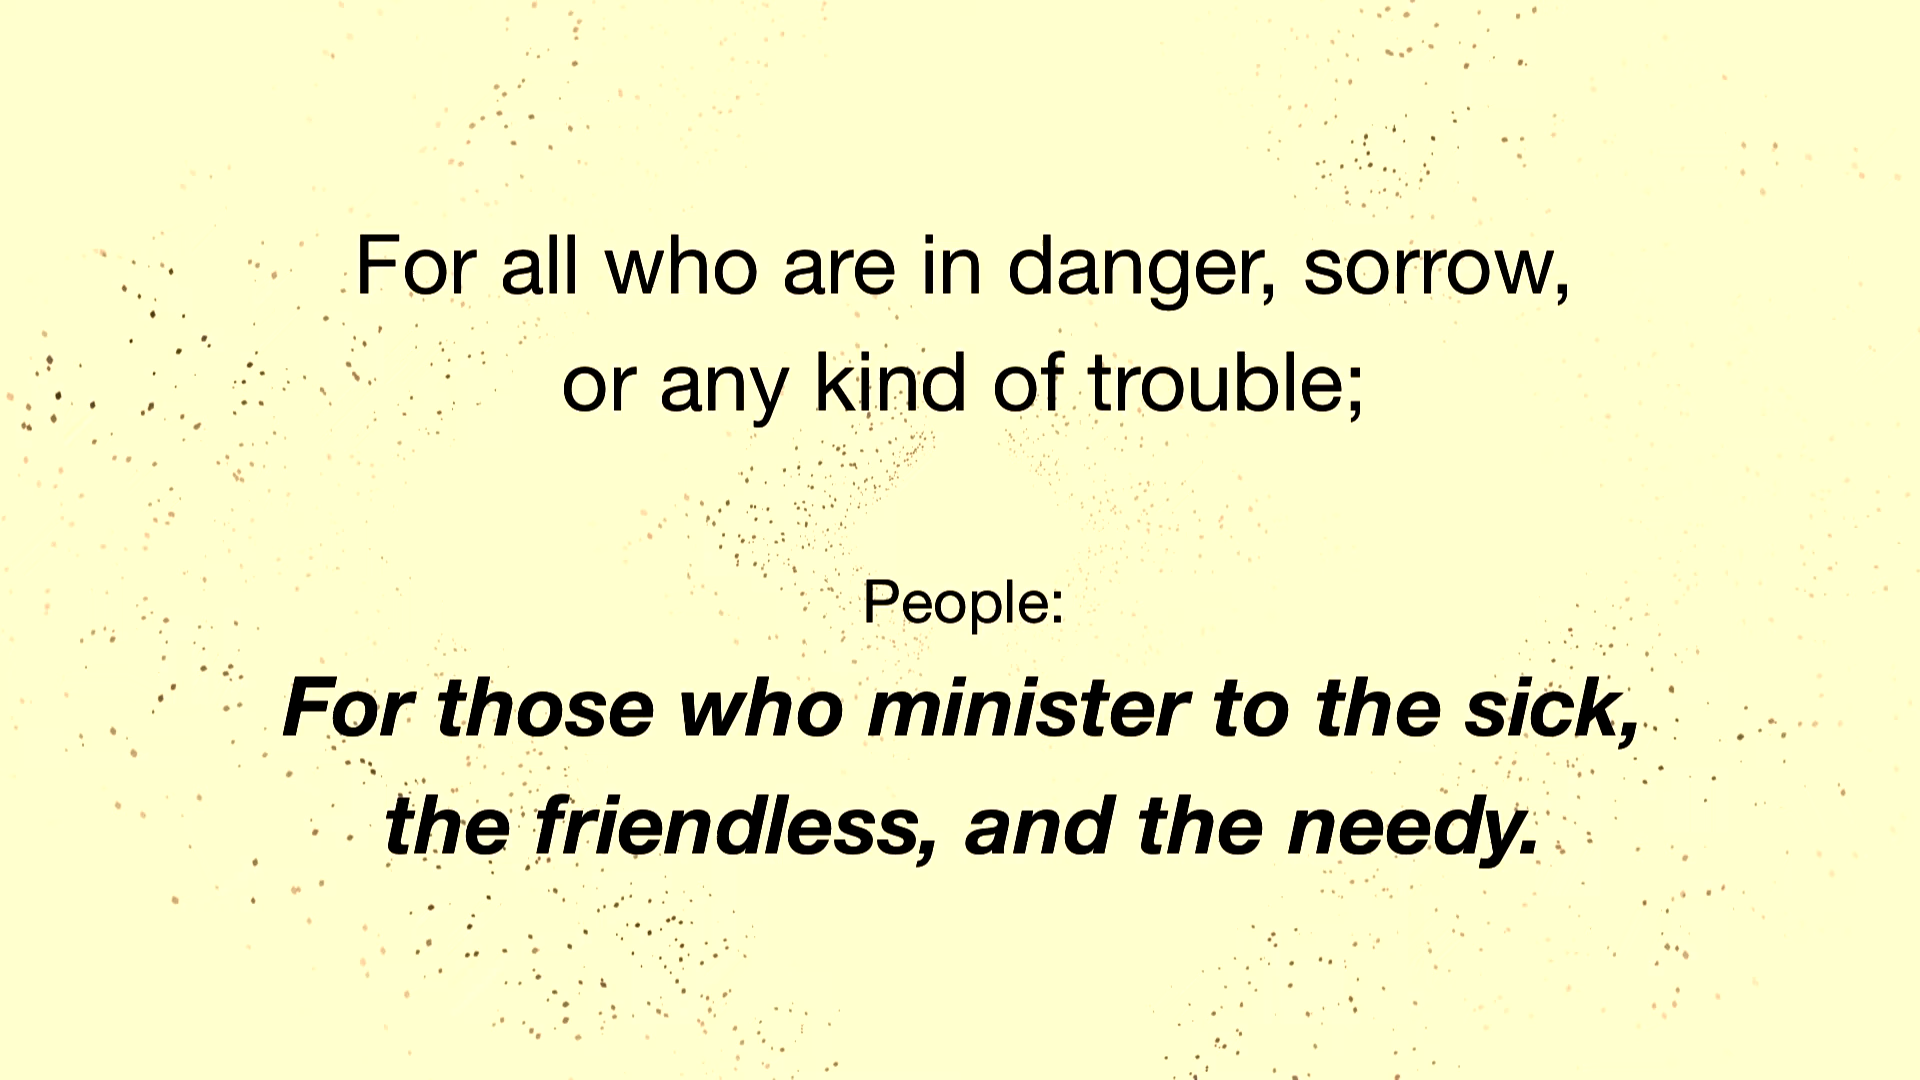 For all who are in danger, sorrow,
or any kind of trouble;
People:
For those who minister to the sick,
the friendless, and the needy.